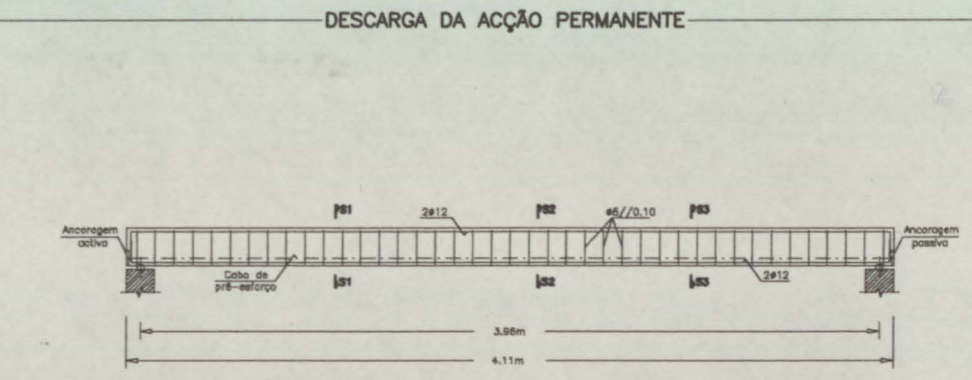 DESCARGA DA ACÇÃO PERMANENTE
PS1
2ø12
PS2
ø6//0.10
PS3
Ancoragem
activa
Ancoragem
passiva
Cabo de
pré-esforço
S1
S2
S3
2ø12
3.96m
4.11m